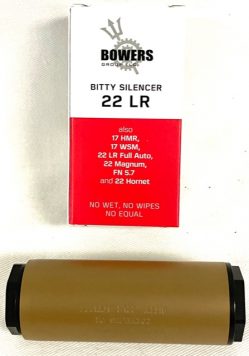 BOWERS
GROUP LLC.
BITTY SILENCER
22 LR
also
17 HMR,
17 WSM,
22 LR Full Auto,
22 Magnum,
FN 5.7
and 22 Hornet
NO WET, NO WIPES
NO EQUAL